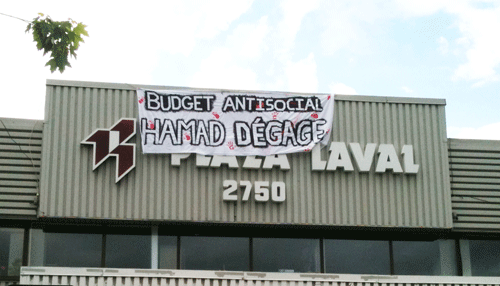 BUDGET ANTISOCIAL
HAMAD DÉGAGE
PLAZA LAVAL
2750